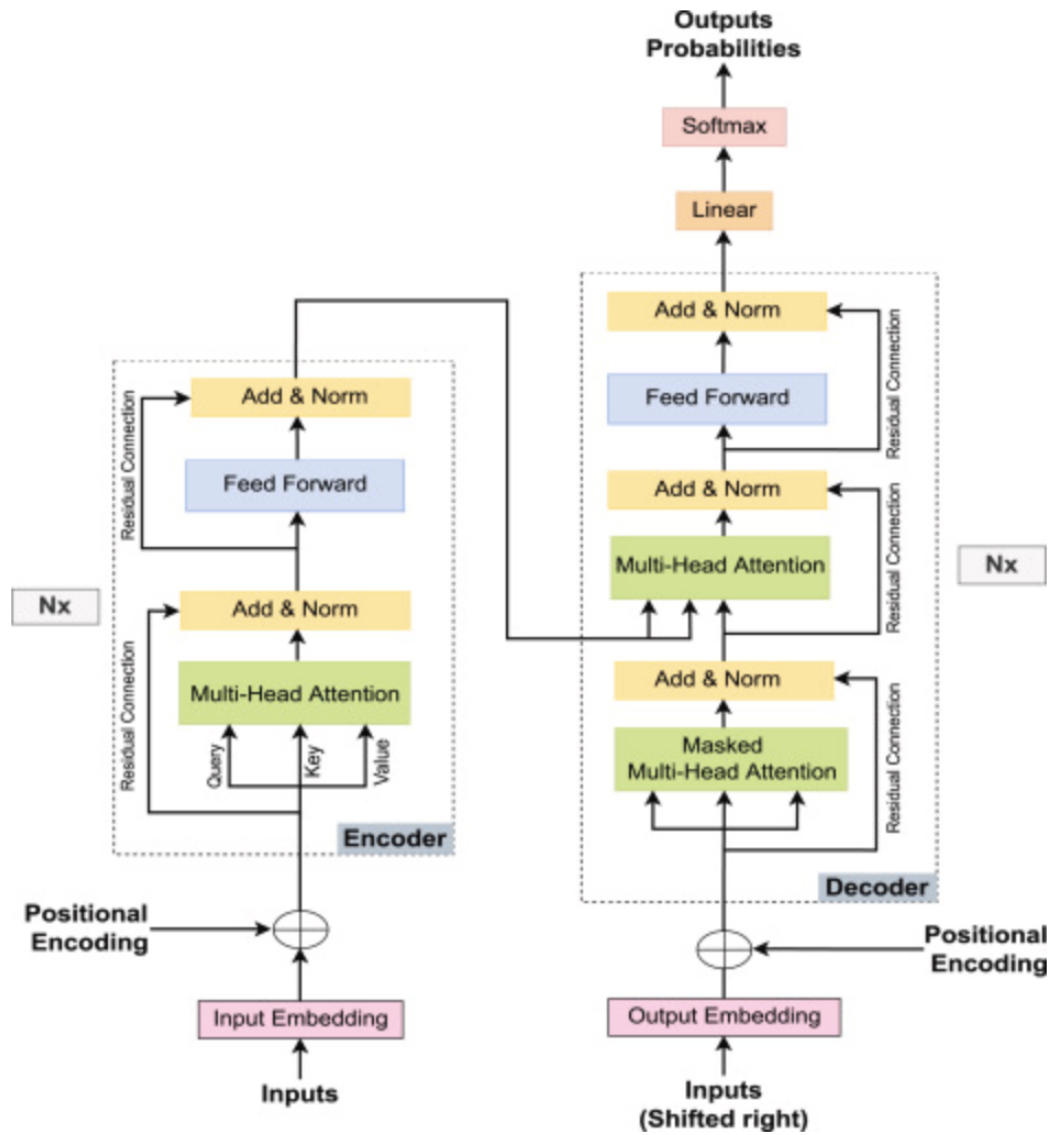 Outputs
Probabilities
Softmax
Linear
Add & Norm
Residual Connection
Feed Forward
Add & Norm
Residual Connection
Multi-Head Attention
Nx
Add & Norm
Residual Connection
Masked
Multi-Head Attention
Decoder
Positional
Encoding
Output Embedding
Inputs
(Shifted right)
Add & Norm
Residual Connection
Feed Forward
Nx
Add & Norm
Residual Connection
Multi-Head Attention
Query
Key
Value
Encoder
Positional
Encoding
Input Embedding
Inputs